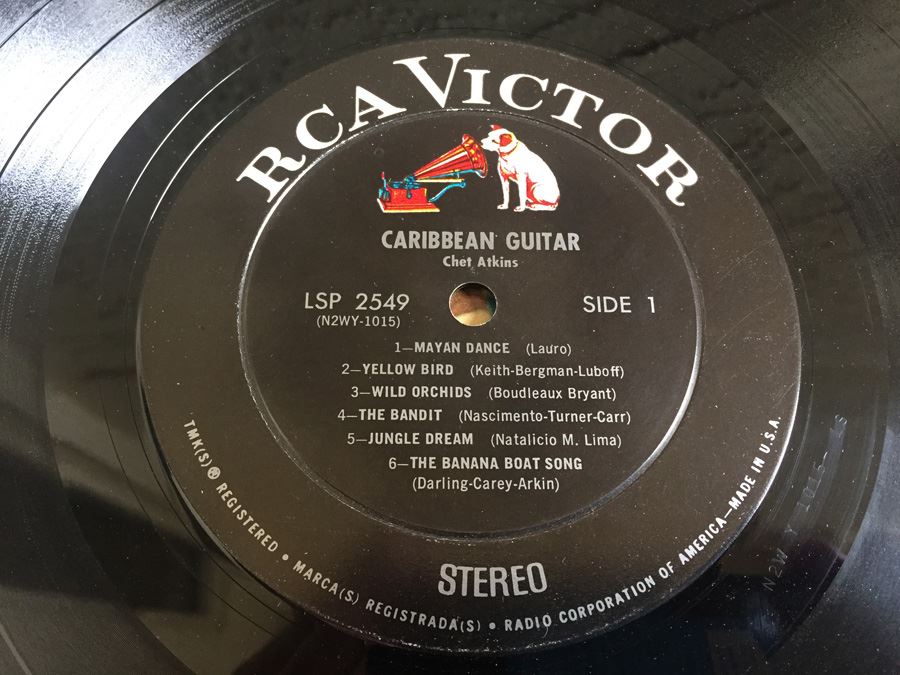 RCA VICTOR
CARIBBEAN GUITAR
Chet Atkins
LSP 2549
(N2WY-1015)
SIDE 1
1—MAYAN DANCE (Lauro)
2—YELLOW BIRD (Keith-Bergman-Luboff)
3—WILD ORCHIDS (Boudleaux Bryant)
4—THE BANDIT (Nascimento-Turner-Carr)
5—JUNGLE DREAM (Natalicio M. Lima)
6—THE BANANA BOAT SONG
(Darling-Carey-Arkin)
STEREO
TMK(S) ® REGISTERED • MARCA(S) REGISTRADA(S) • RADIO CORPORATION OF AMERICA—MADE IN U.S.A.